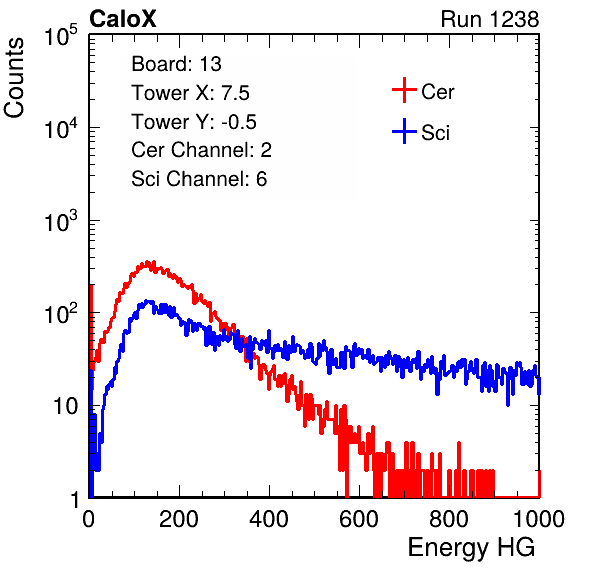 CaloX Run 1238
Counts
10^5
10^4
10^3
10^2
10
1
Board: 13
Tower X: 7.5
Tower Y: -0.5
Cer Channel: 2
Sci Channel: 6
Cer
Sci
0 200 400 600 800 1000
Energy HG